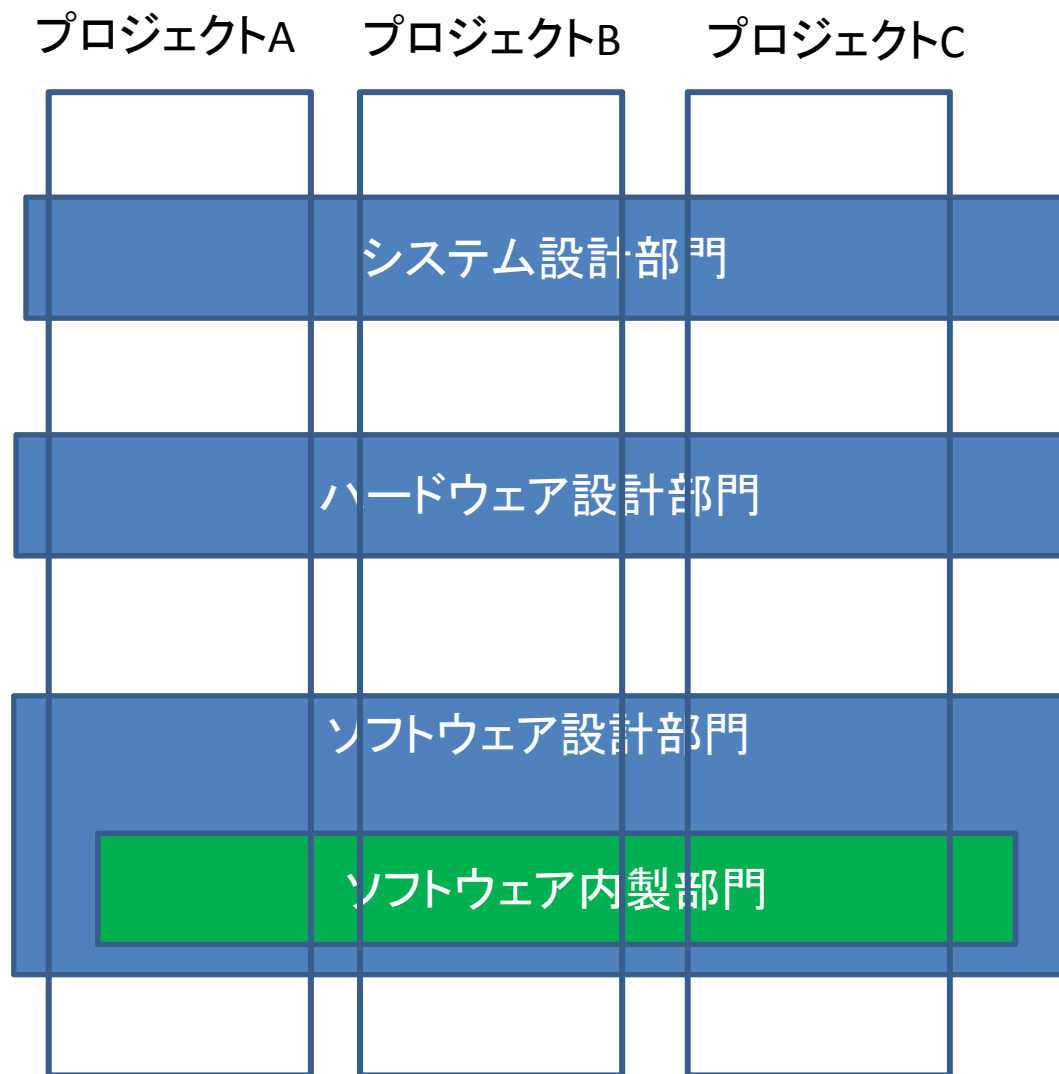 プロジェクトA プロジェクトB プロジェクトC
システム設計部門
ハードウェア設計部門
ソフトウェア設計部門
ソフトウェア内製部門